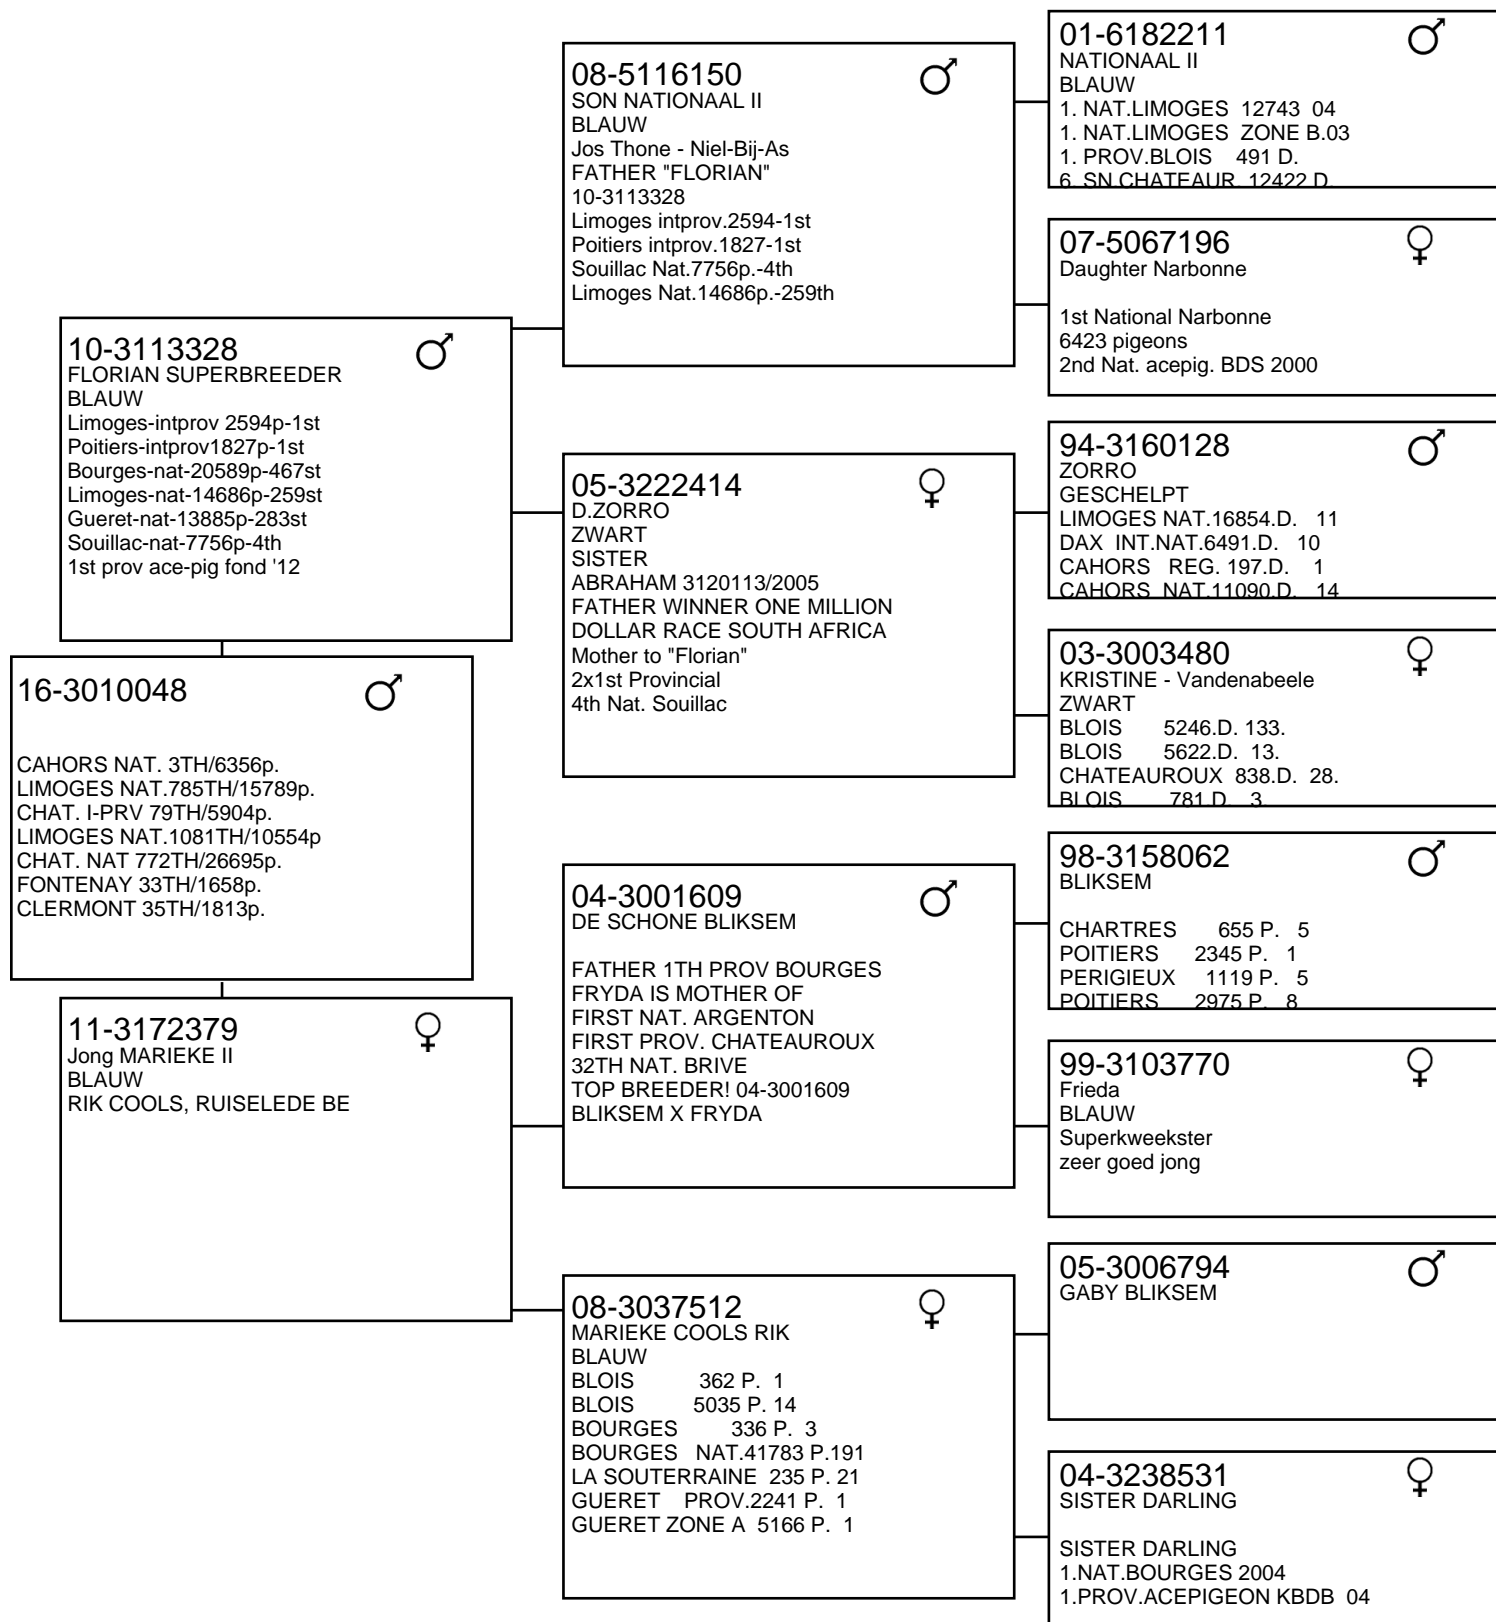 16-3010048
CAHORS NAT. 3TH/6356p.
LIMOGES NAT.785TH/15789p.
CHAT. I-PRV 79TH/5904p.
LIMOGES NAT.1081TH/10554p
CHAT. NAT 772TH/26695p.
FONTENAY 33TH/1658p.
CLERMONT 35TH/1813p.
10-3113328
FLORIAN SUPERBREEDER
BLAUW
Limoges-intprov 2594p-1st
Poitiers-intprov1827p-1st
Bourges-nat-20589p-467st
Limoges-nat-14686p-259st
Gueret-nat-13885p-283st
Souillac-nat-7756p-4th
1st prov ace-pig fond '12
11-3172379
Jong MARIEKE II
BLAUW
RIK COOLS, RUISELEDE BE
08-5116150
SON NATIONAAL II
BLAUW
Jos Thone - Niel-Bij-As
FATHER "FLORIAN"
10-3113328
Limoges intprov.2594-1st
Poitiers intprov.1827-1st
Souillac Nat.7756p.-4th
Limoges Nat.14686p.-259th
05-3222414
D.ZORRO
ZWART
SISTER
ABRAHAM 3120113/2005
FATHER WINNER ONE MILLION
DOLLAR RACE SOUTH AFRICA
Mother to "Florian"
2x1st Provincial
4th Nat. Souillac
04-3001609
DE SCHONE BLIKSEM
FATHER 1TH PROV BOURGES
FRYDA IS MOTHER OF
FIRST NAT. ARGENTON
FIRST PROV. CHATEAUROUX
32TH NAT. BRIVE
TOP BREEDER! 04-3001609
BLIKSEM X FRYDA
08-3037512
MARIEKE COOLS RIK
BLAUW
BLOIS 362 P. 1
BLOIS 5035 P. 14
BOURGES 336 P. 3
BOURGES NAT.41783 P.191
LA SOUTERRAINE 235 P. 21
GUERET PROV.2241 P. 1
GUERET ZONE A 5166 P. 1
01-6182211
NATIONAAL II
BLAUW
1. NAT.LIMOGES 12743 04
1. NAT.LIMOGES ZONE B.03
1. PROV.BLOIS 491 D.
6. SN.CHATEAUR. 12422 D.
07-5067196
Daughter Narbonne
1st National Narbonne
6423 pigeons
2nd Nat. acepig. BDS 2000
94-3160128
ZORRO
GESCHELPT
LIMOGES NAT.16854.D. 11
DAX INT.NAT.6491.D. 10
CAHORS REG. 197.D. 1
CAHORS NAT.11090.D. 14
03-3003480
KRISTINE - Vandenabeele
ZWART
BLOIS 5246.D. 133.
BLOIS 5622.D. 13.
CHATEAUROUX 838.D. 28.
BLOIS 781.D. 3.
98-3158062
BLIKSEM
CHARTRES 655 P. 5
POITIERS 2345 P. 1
PERIGIEUX 1119 P. 5
POITIERS 2975 P. 8
99-3103770
Frieda
BLAUW
Superkweekster
zeer goed jong
05-3006794
GABY BLIKSEM
04-3238531
SISTER DARLING
SISTER DARLING
1.NAT.BOURGES 2004
1.PROV.ACEPIGEON KBDB 04